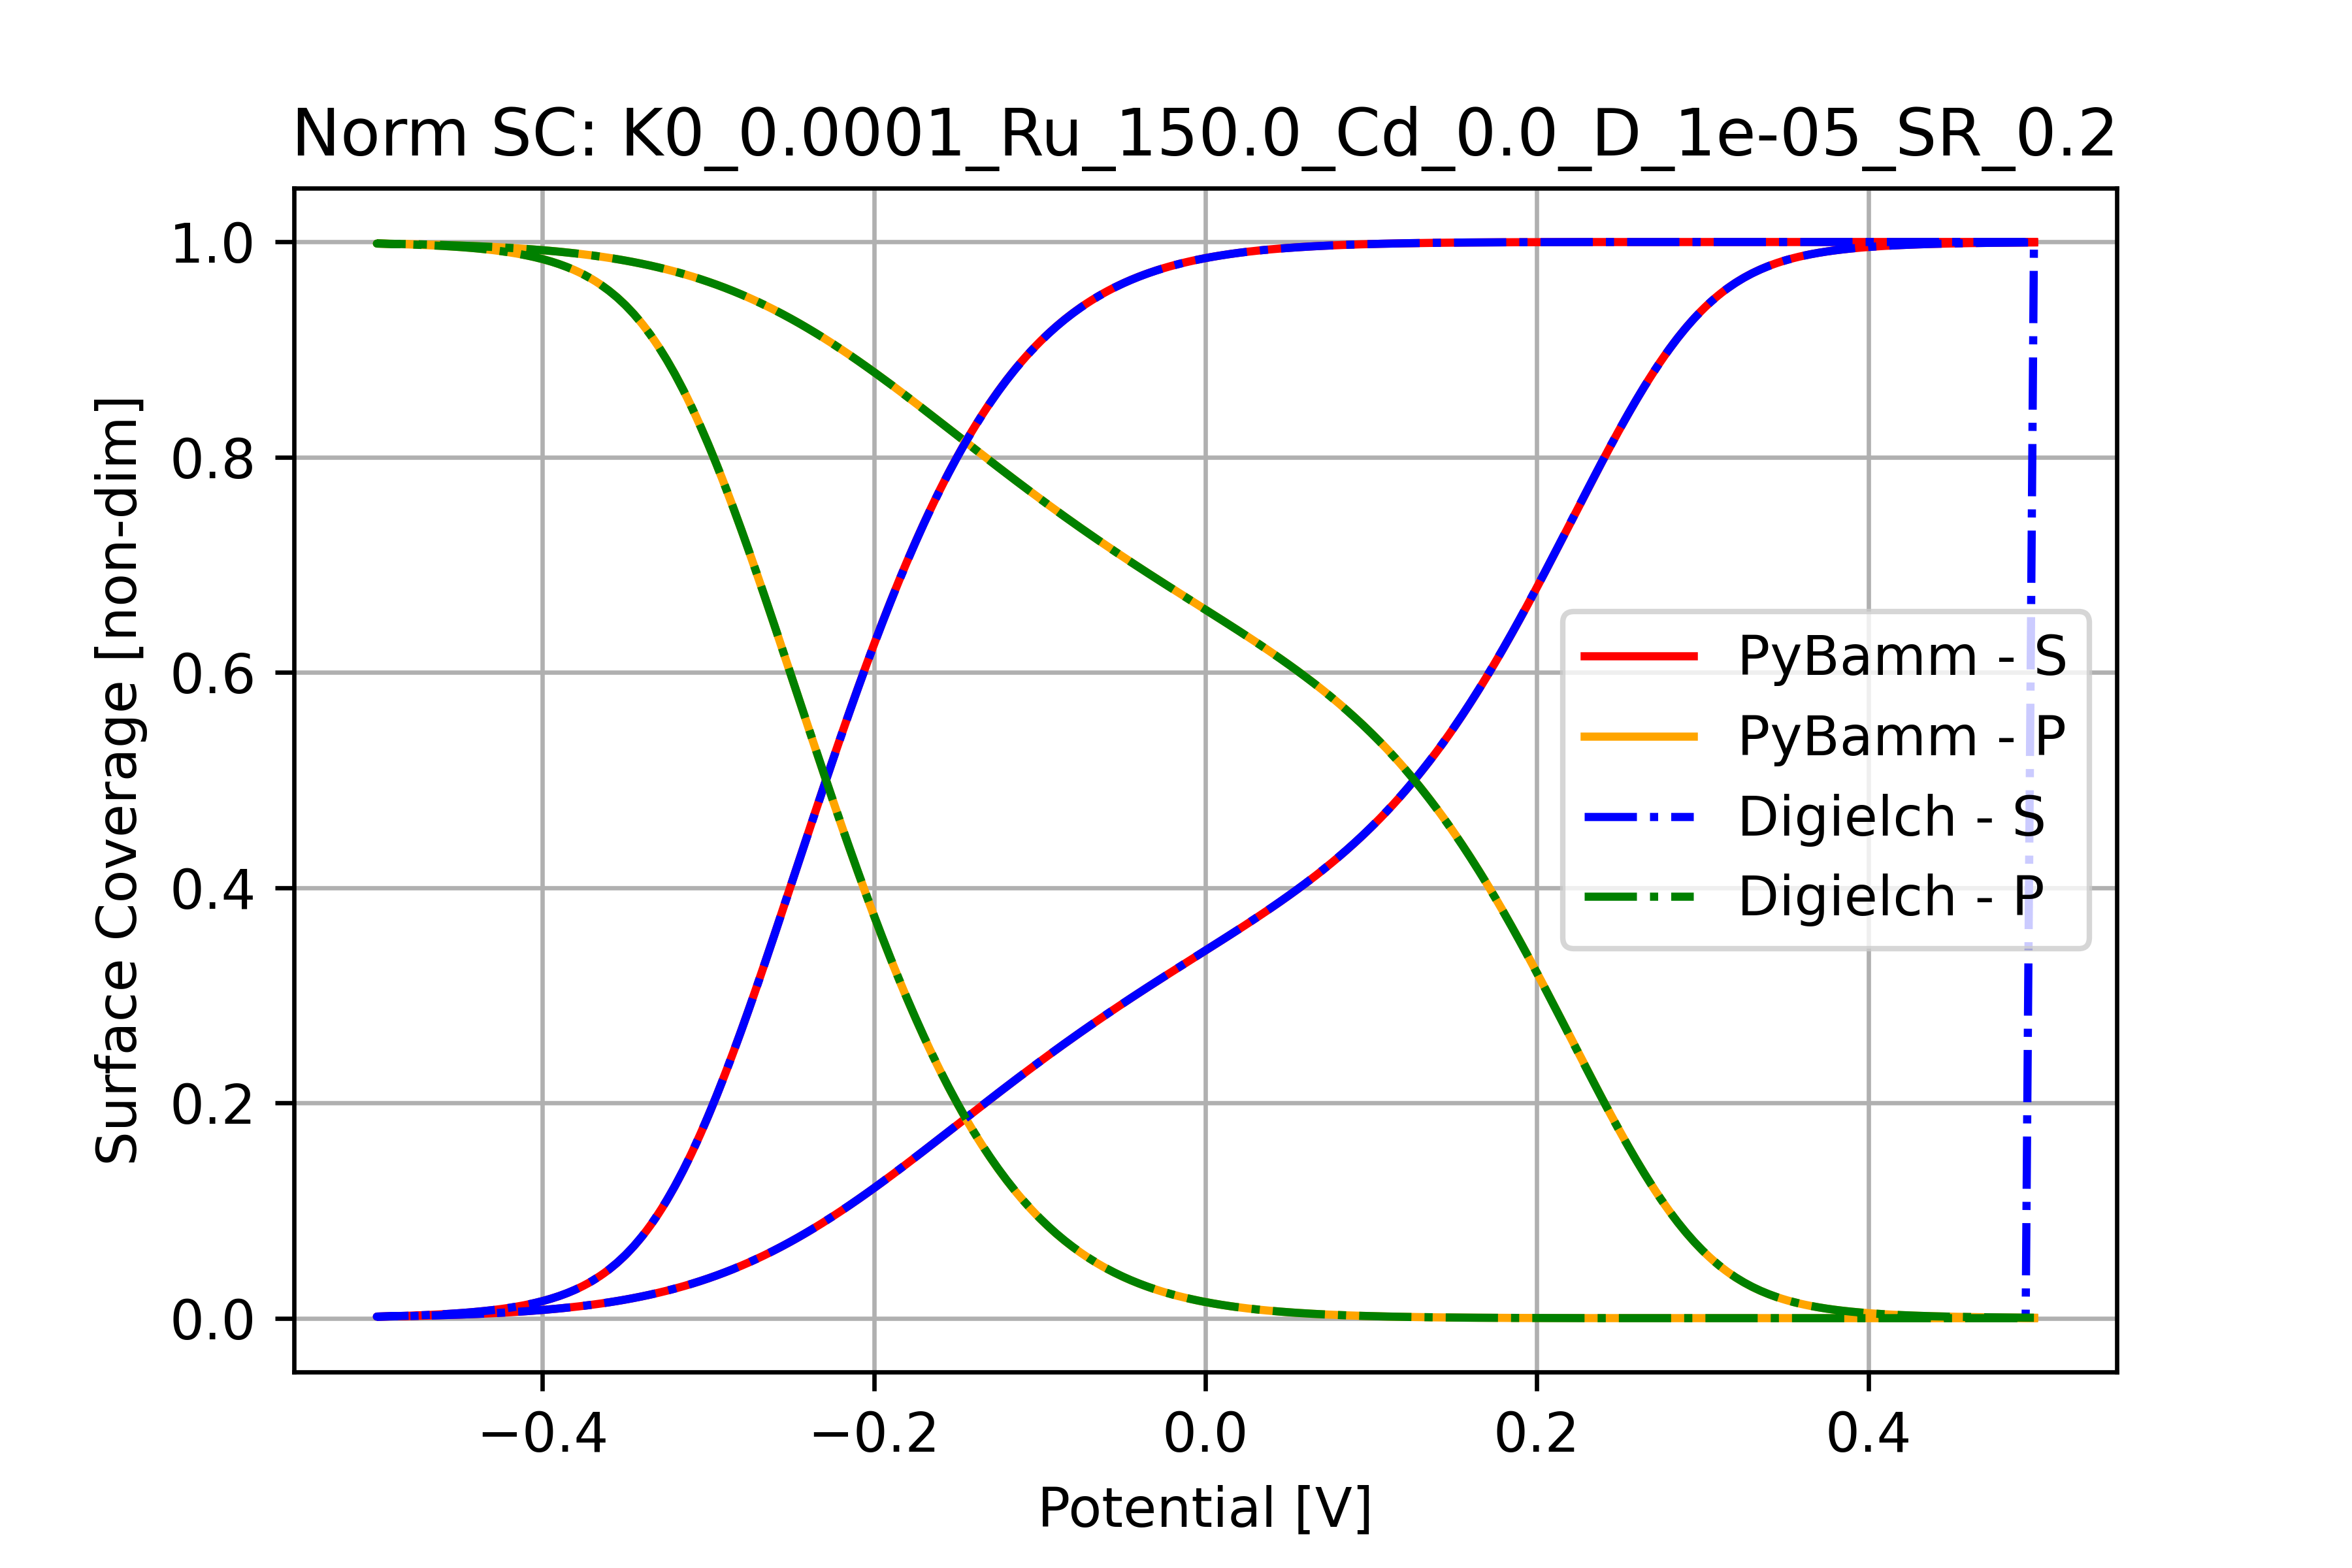 Norm SC: K0_0.0001_Ru_150.0_Cd_0.0_D_1e-05_SR_0.2
Surface Coverage [non-dim]
1.0
0.8
0.6
0.4
0.2
0.0
PyBamm - S
PyBamm - P
Digielch - S
Digielch - P
−0.4 −0.2 0.0 0.2 0.4
Potential [V]